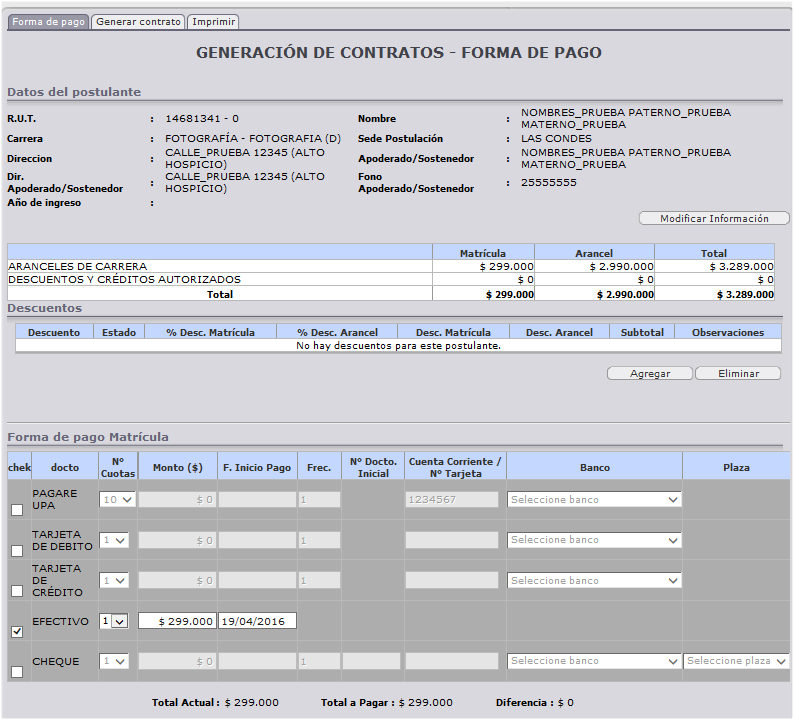 Forma de pago Generar contrato Imprimir
GENERACIÓN DE CONTRATOS - FORMA DE PAGO
Datos del postulante
R.U.T. : 14681341 - 0 Nombre : NOMBRES_PRUEBA PATERNO_PRUEBA
MATERNO_PRUEBA
Carrera : FOTOGRAFÍA - FOTOGRAFIA (D) Sede Postulación : LAS CONDES
Direccion : CALLE_PRUEBA 12345 (ALTO
HOSPICIO)
Apoderado/Sostenedor : NOMBRES_PRUEBA PATERNO_PRUEBA
MATERNO_PRUEBA
Dir.
Apoderado/Sostenedor : CALLE_PRUEBA 12345 (ALTO
HOSPICIO)
Fono
Apoderado/Sostenedor : 25555555
Año de ingreso :
Modificar Información
Matrícula Arancel Total
ARANCELES DE CARRERA $ 299.000 $ 2.990.000 $ 3.289.000
DESCUENTOS Y CRÉDITOS AUTORIZADOS $ 0 $ 0 $ 0
Total $ 299.000 $ 2.990.000 $ 3.289.000
Descuentos
Descuento Estado % Desc. Matrícula % Desc. Arancel Desc. Matrícula Desc. Arancel Subtotal Observaciones
No hay descuentos para este postulante.
Agregar Eliminar
Forma de pago Matrícula
chek docto Nº
Cuotas Monto ($) F. Inicio Pago Frec. Nº Docto.
Inicial Cuenta Corriente /
Nº Tarjeta Banco Plaza
PAGARE
UPA 10 $ 0 1 1234567 Seleccione banco
TARJETA
DE DEBITO 1 $ 0 1 Seleccione banco
TARJETA
DE
CRÉDITO 1 $ 0 1 Seleccione banco
EFECTIVO 1 $ 299.000 19/04/2016
CHEQUE 1 $ 0 1 Seleccione banco Seleccione plaza
Total Actual : $ 299.000 Total a Pagar : $ 299.000 Diferencia : $ 0